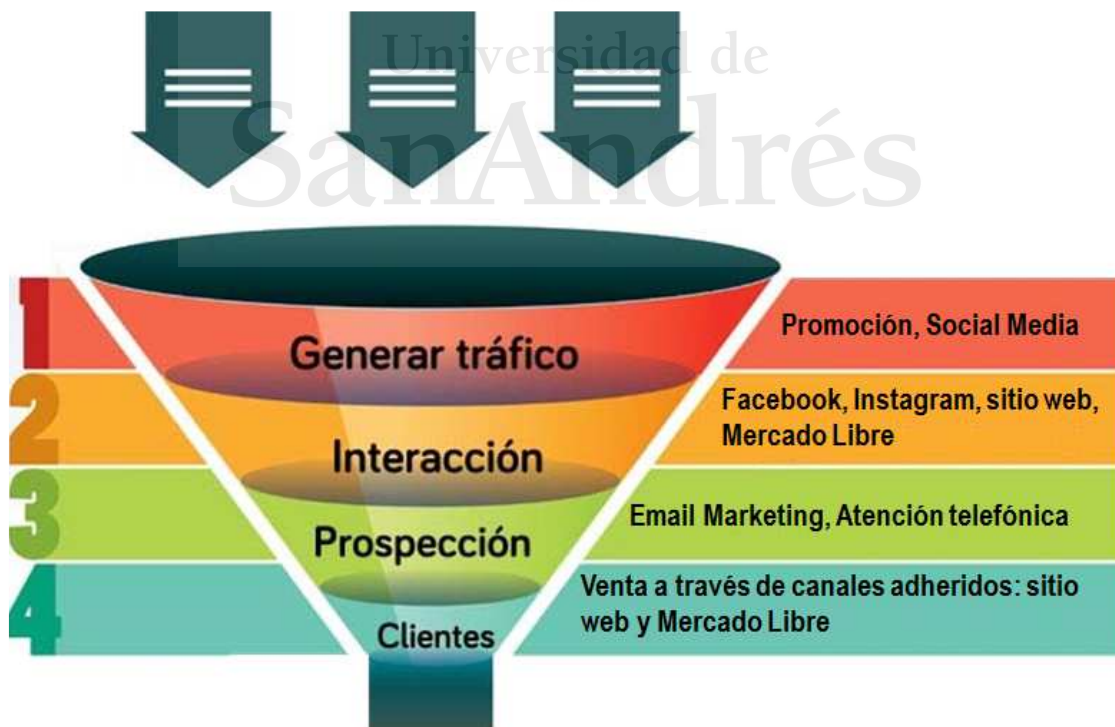 Universidad de
SanAndrés
1
Generar tráfico
Promoción, Social Media
2
Interacción
Facebook, Instagram, sitio web,
Mercado Libre
3
Prospección
Email Marketing, Atención telefónica
4
Clientes
Venta a través de canales adheridos: sitio
web y Mercado Libre